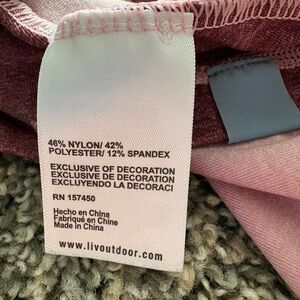 46% NYLON/ 42%
POLYESTER/ 12% SPANDEX
EXCLUSIVE OF DECORATION
EXCLUSIVE DE DECORATION
EXCLUYENDO LA DECORACI
RN 157450
Hecho en China
Fabriqué en Chine
Made in China
www.livoutdoor.com